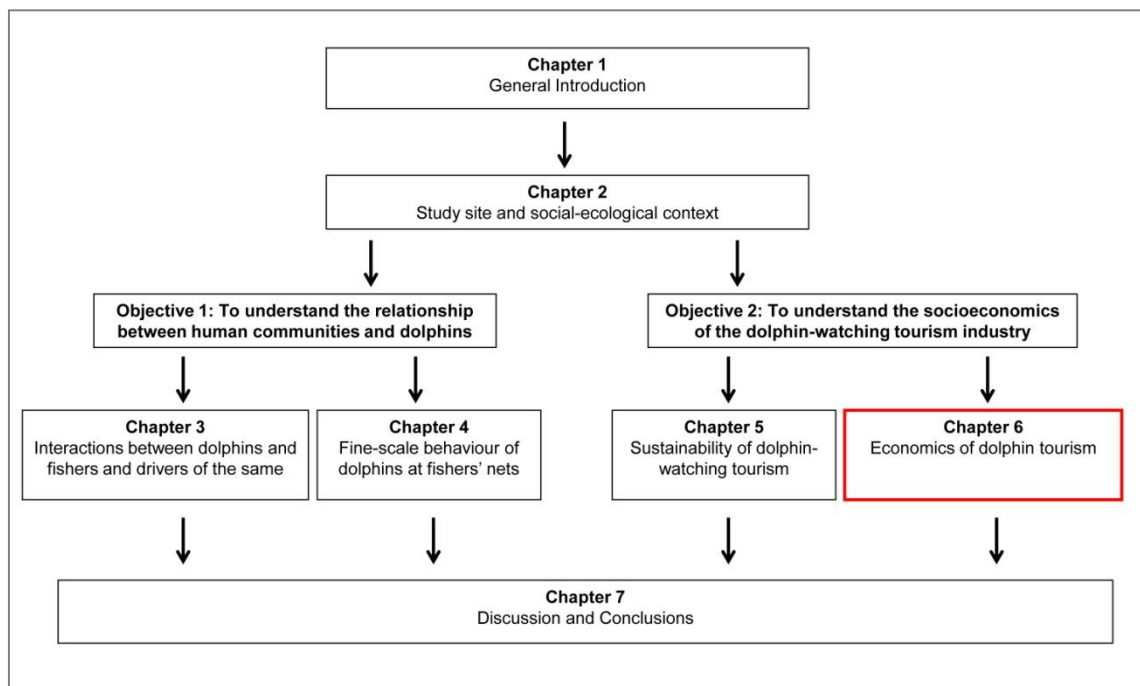 Chapter 1
General Introduction
Chapter 2
Study site and social-ecological context
Objective 1: To understand the relationship
between human communities and dolphins
Objective 2: To understand the socioeconomics
of the dolphin-watching tourism industry
Chapter 3
Interactions between dolphins and
fishers and drivers of the same
Chapter 4
Fine-scale behaviour of
dolphins at fishers' nets
Chapter 5
Sustainability of dolphin-
watching tourism
Chapter 6
Economics of dolphin tourism
Chapter 7
Discussion and Conclusions